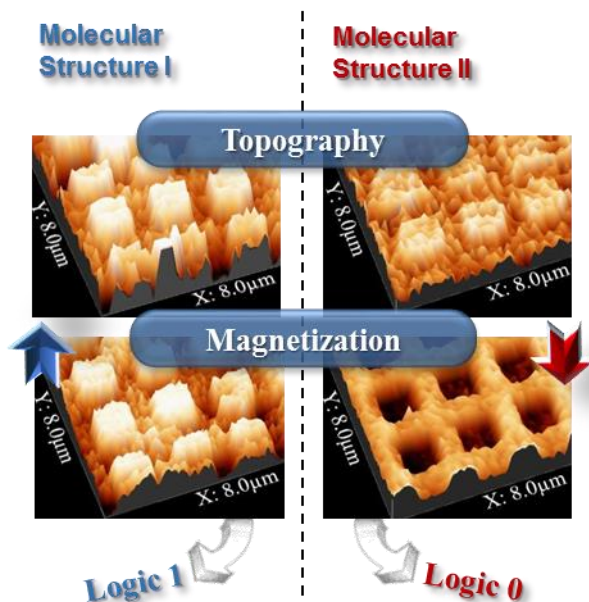 Molecular
Structure I
Molecular
Structure II
Topography
Y: 8.0μm
X: 8.0μm
Y: 8.0μm
X: 8.0μm
Magnetization
Y: 8.0μm
X: 8.0μm
Y: 8.0μm
X: 8.0μm
Logic 1
Logic 0